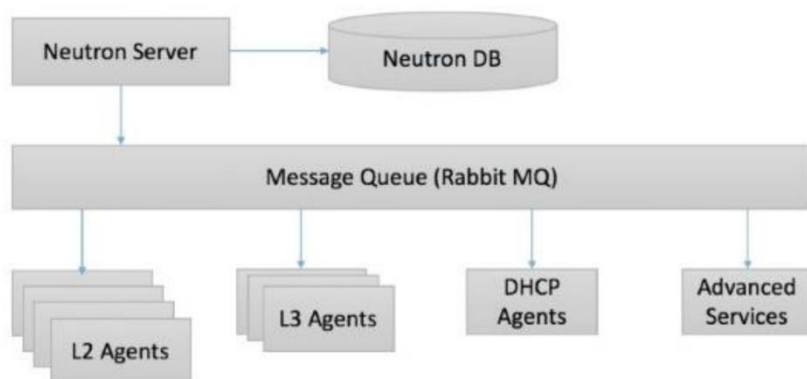 Neutron Server
Neutron DB
Message Queue (Rabbit MQ)
L2 Agents
L3 Agents
DHCP
Agents
Advanced
Services